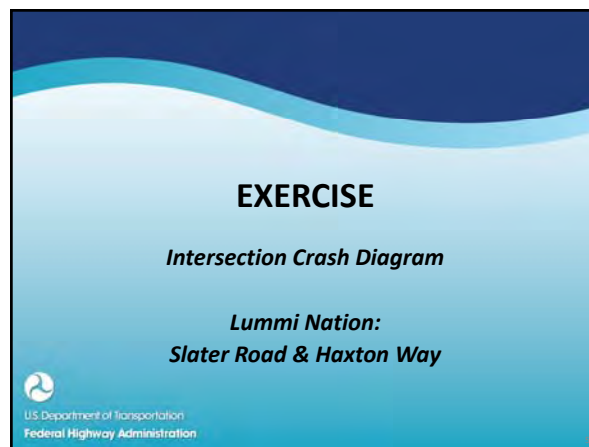 EXERCISE
Intersection Crash Diagram
Lummi Nation:
Slater Road & Haxton Way
U.S. Department of Transportation
Federal Highway Administration